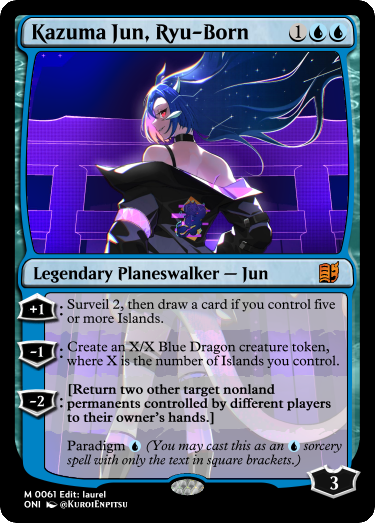 Kazuma Jun, Ryu-Born 1
Legendary Planeswalker — Jun
+1: Surveil 2, then draw a card if you control five
or more Islands.
-1: Create an X/X Blue Dragon creature token,
where X is the number of Islands you control.
-2: [Return two other target nonland
permanents controlled by different players
to their owner's hands.]
Paradigm (You may cast this as an sorcery
spell with only the text in square brackets.)
3
M 0061 Edit: laurel
ONI @KuroiEnpitsu